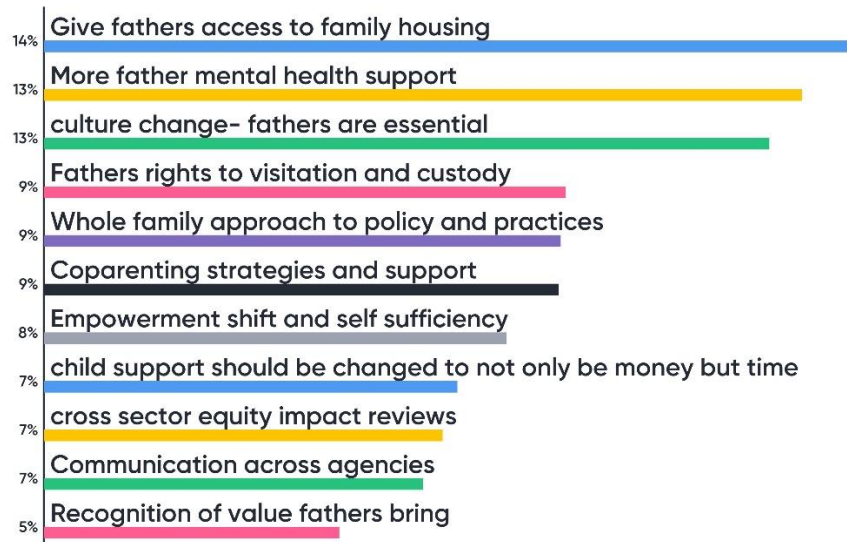 Give fathers access to family housing
14%
More father mental health support
13%
culture change- fathers are essential
13%
Fathers rights to visitation and custody
9%
Whole family approach to policy and practices
9%
Coparenting strategies and support
9%
Empowerment shift and self sufficiency
8%
child support should be changed to not only be money but time
7%
cross sector equity impact reviews
7%
Communication across agencies
7%
Recognition of value fathers bring
5%